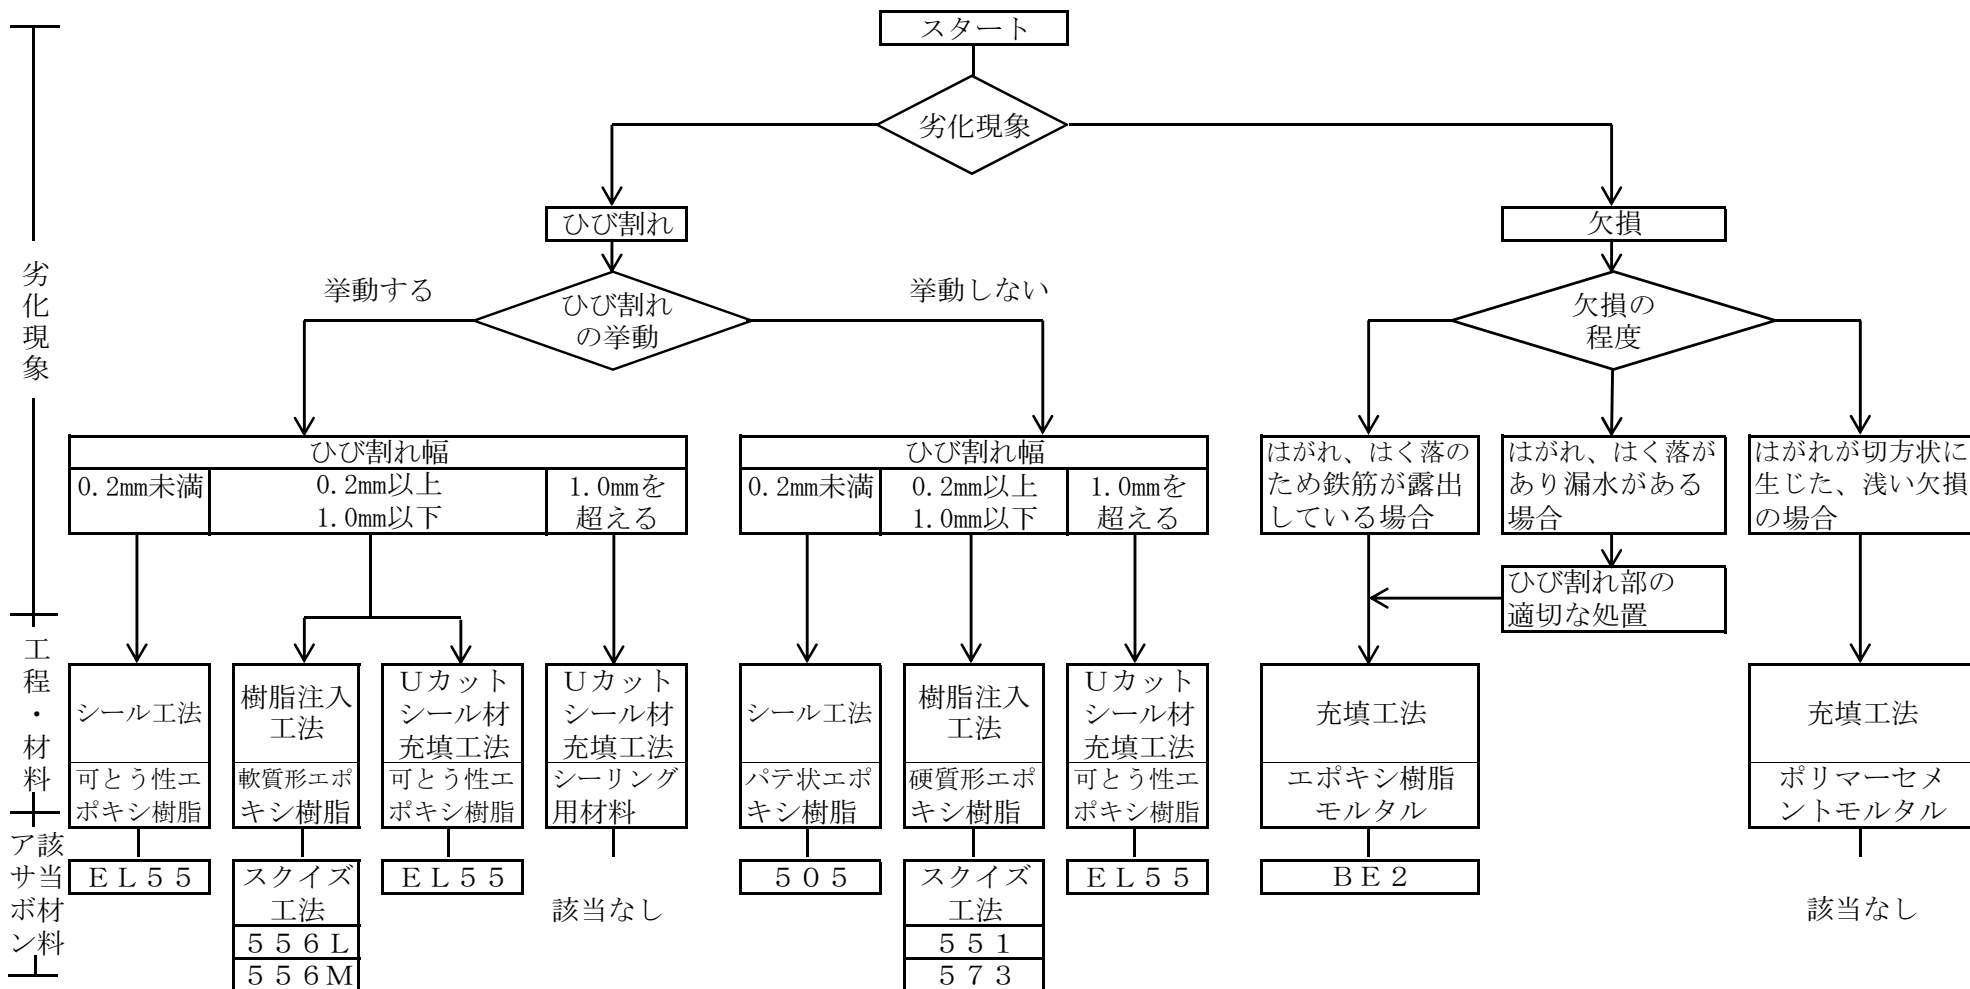 スタート
劣化現象
ひび割れ
欠損
劣化現象
挙動する
ひび割れ
の挙動
挙動しない
欠損の
程度
ひび割れ幅
0.2mm未満
0.2mm以上
1.0mm以下
1.0mmを
超える
ひび割れ幅
0.2mm未満
0.2mm以上
1.0mm以下
1.0mmを
超える
はがれ、はく落の
ため鉄筋が露出
している場合
はがれ、はく落が
あり漏水がある
場合
はがれが切方状に
生じた、浅い欠損
の場合
ひび割れ部の
適切な処置
工程・材料
シール工法
可とう性エ
ポキシ樹脂
樹脂注入
工法
軟質形エポ
キシ樹脂
Uカット
シール材
充填工法
可とう性エ
ポキシ樹脂
Uカット
シール材
充填工法
シーリング
用材料
シール工法
パテ状エポ
キシ樹脂
樹脂注入
工法
硬質形エポ
キシ樹脂
Uカット
シール材
充填工法
可とう性エ
ポキシ樹脂
充填工法
エポキシ樹脂
モルタル
充填工法
ポリマーセメ
ントモルタル
該当材料
アサボン
EL55
スクイズ
工法
556L
556M
EL55
該当なし
505
スクイズ
工法
551
573
EL55
BE2
該当なし